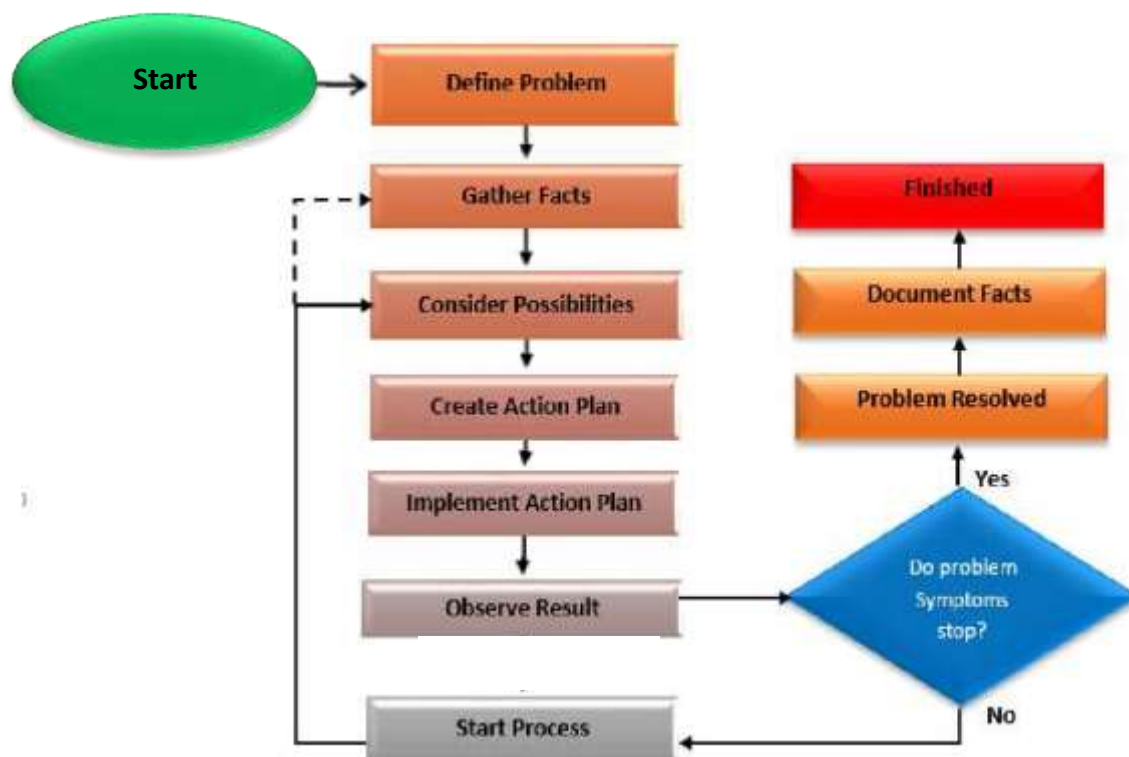 Start
Define Problem
Gather Facts
Consider Possibilities
Create Action Plan
Implement Action Plan
Observe Result
Do problem
Symptoms
stop?
Yes
Problem Resolved
Document Facts
Finished
No
Start Process